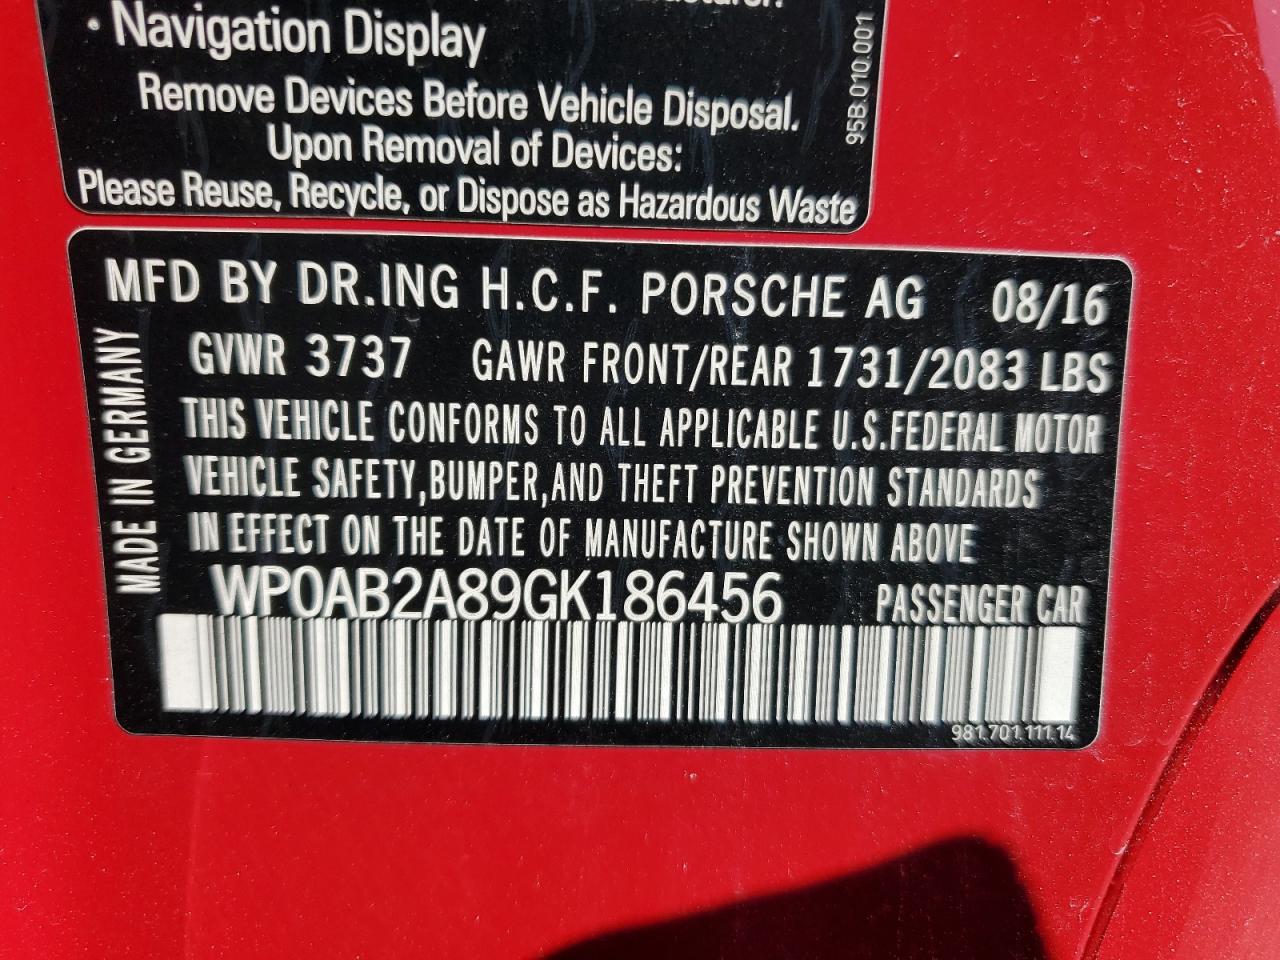 • Navigation Display
Remove Devices Before Vehicle Disposal.
Upon Removal of Devices:
Please Reuse, Recycle, or Dispose as Hazardous Waste
95B.010.001
MFD BY DR.ING H.C.F. PORSCHE AG 08/16
GVWR 3737 GAWR FRONT/REAR 1731/2083 LBS
THIS VEHICLE CONFORMS TO ALL APPLICABLE U.S.FEDERAL MOTOR
VEHICLE SAFETY,BUMPER,AND THEFT PREVENTION STANDARDS
IN EFFECT ON THE DATE OF MANUFACTURE SHOWN ABOVE
WP0AB2A89GK186456 PASSENGER CAR
MADE IN GERMANY
981.701.111.14